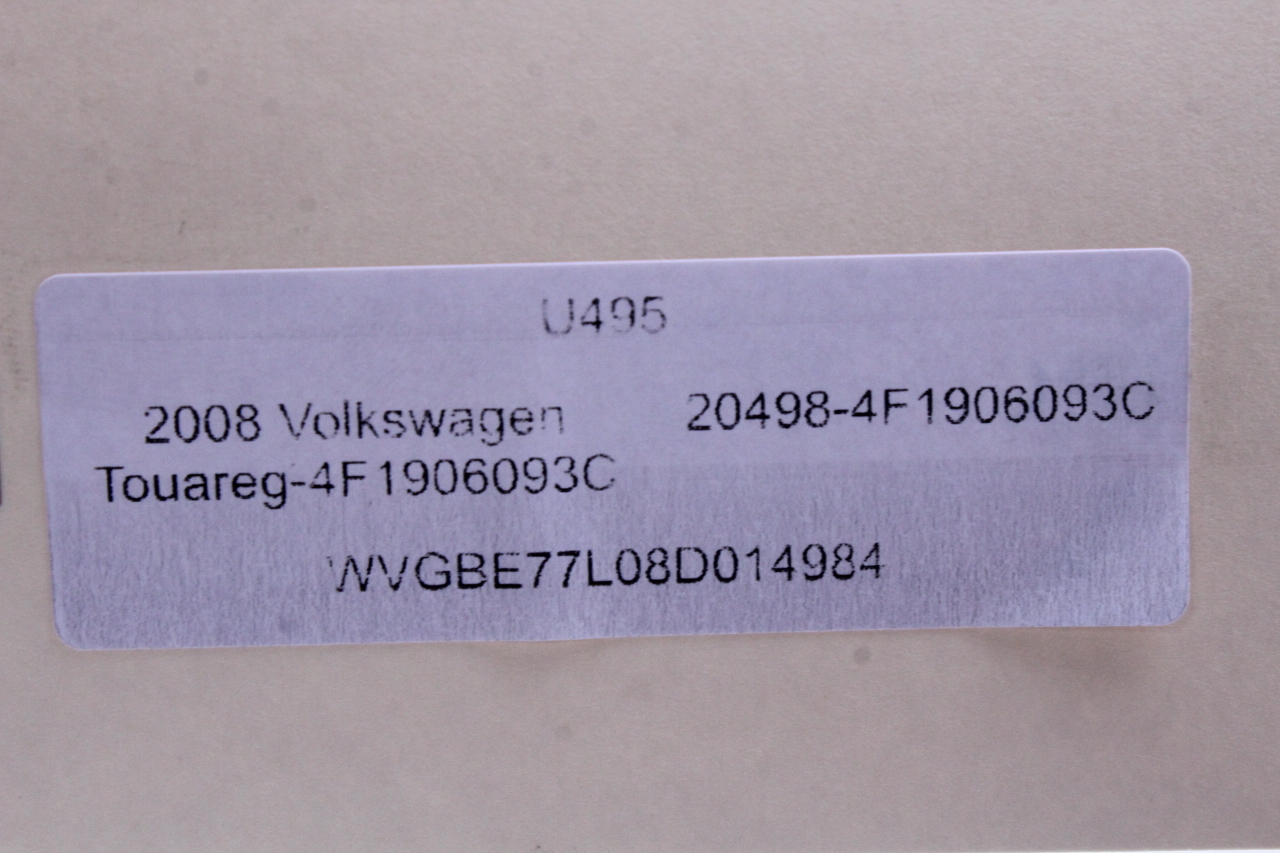 U495
2008 Volkswagen
Touareg-4F1906093C
20498-4F1906093C
WVGBE77L08D014984